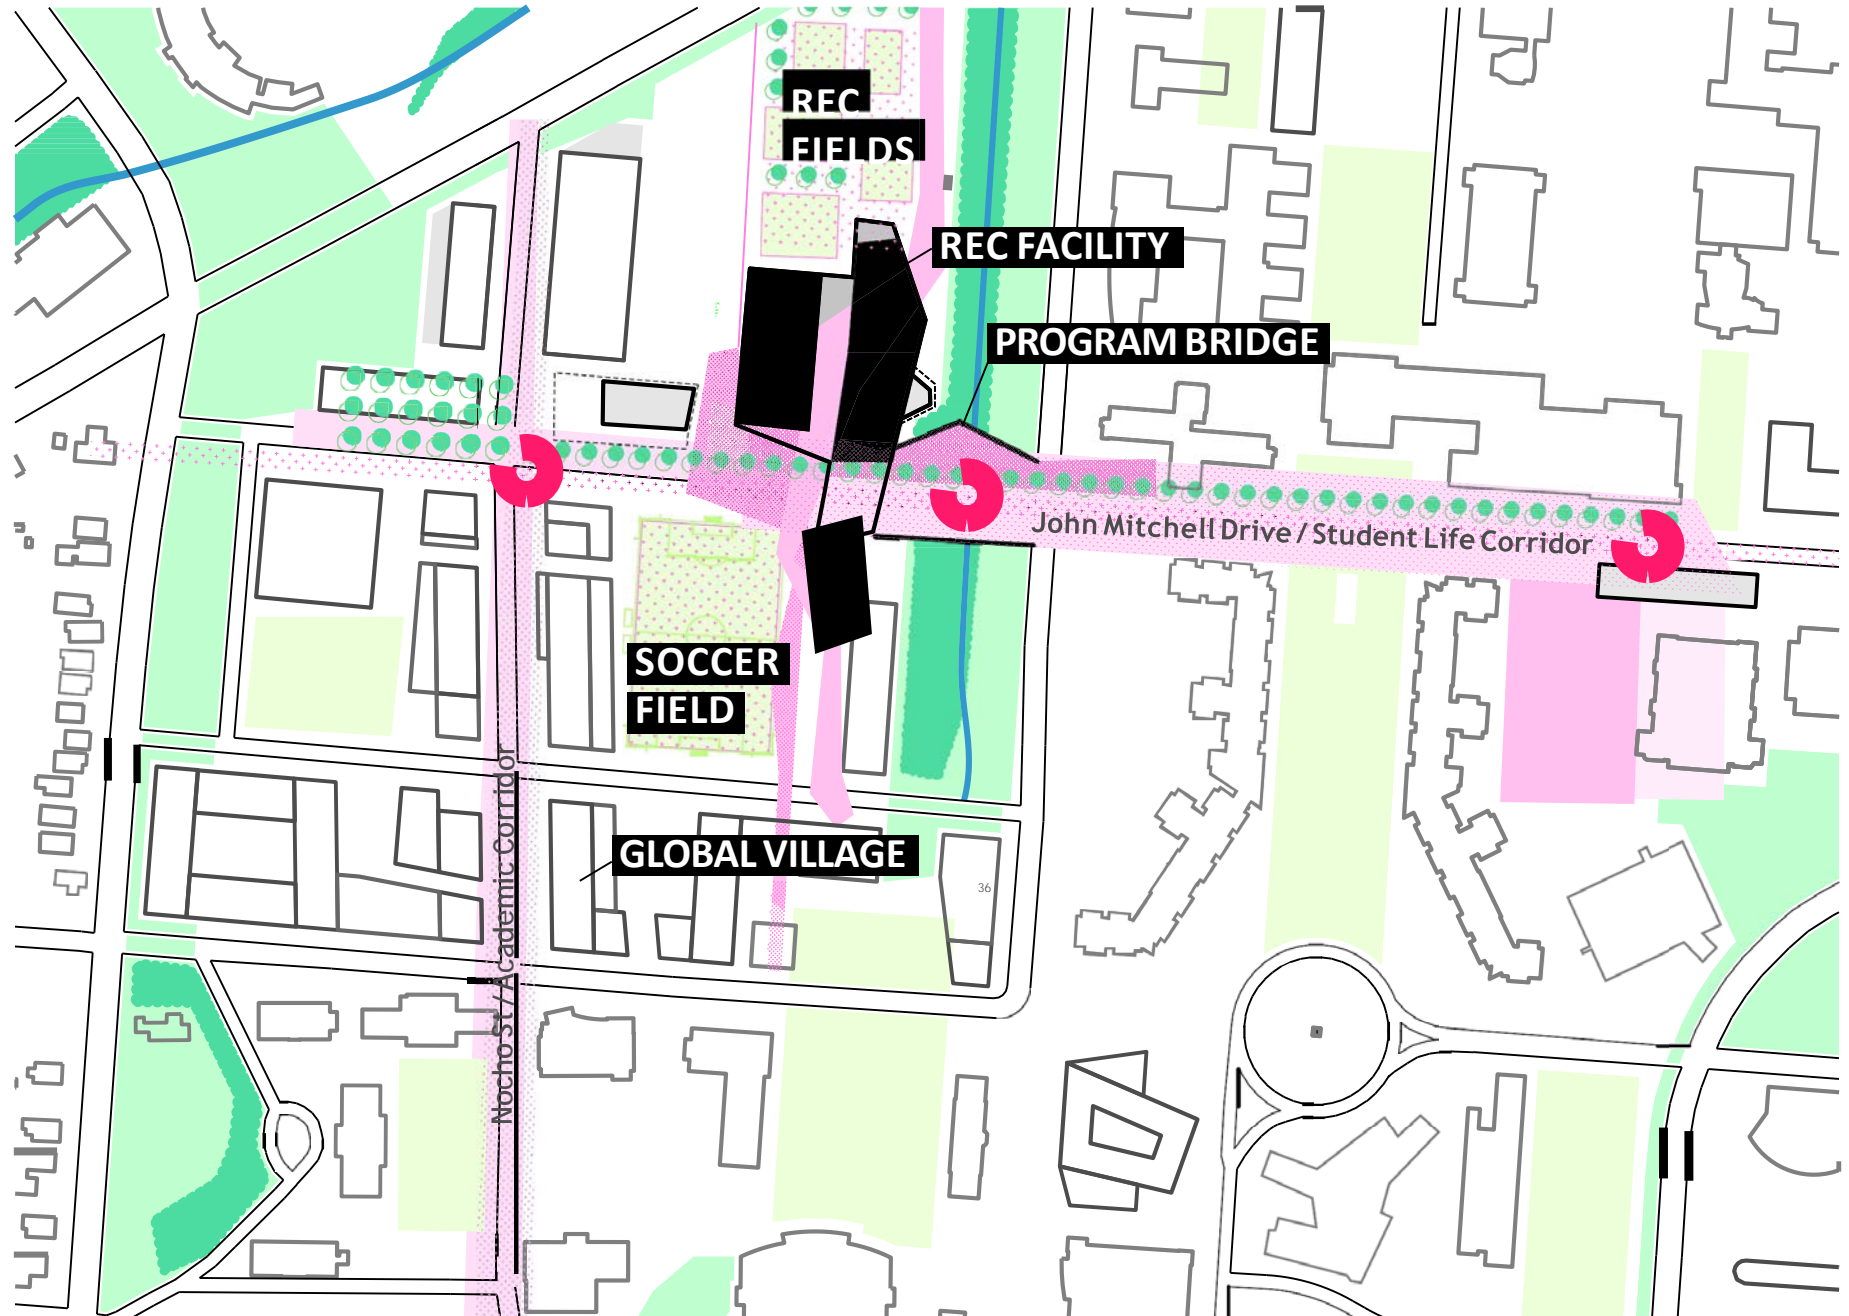 REC
FIELDS
REC FACILITY
PROGRAM BRIDGE
John Mitchell Drive / Student Life Corridor
SOCCER
FIELD
GLOBAL VILLAGE
36
Nocho St / Academic Corridor